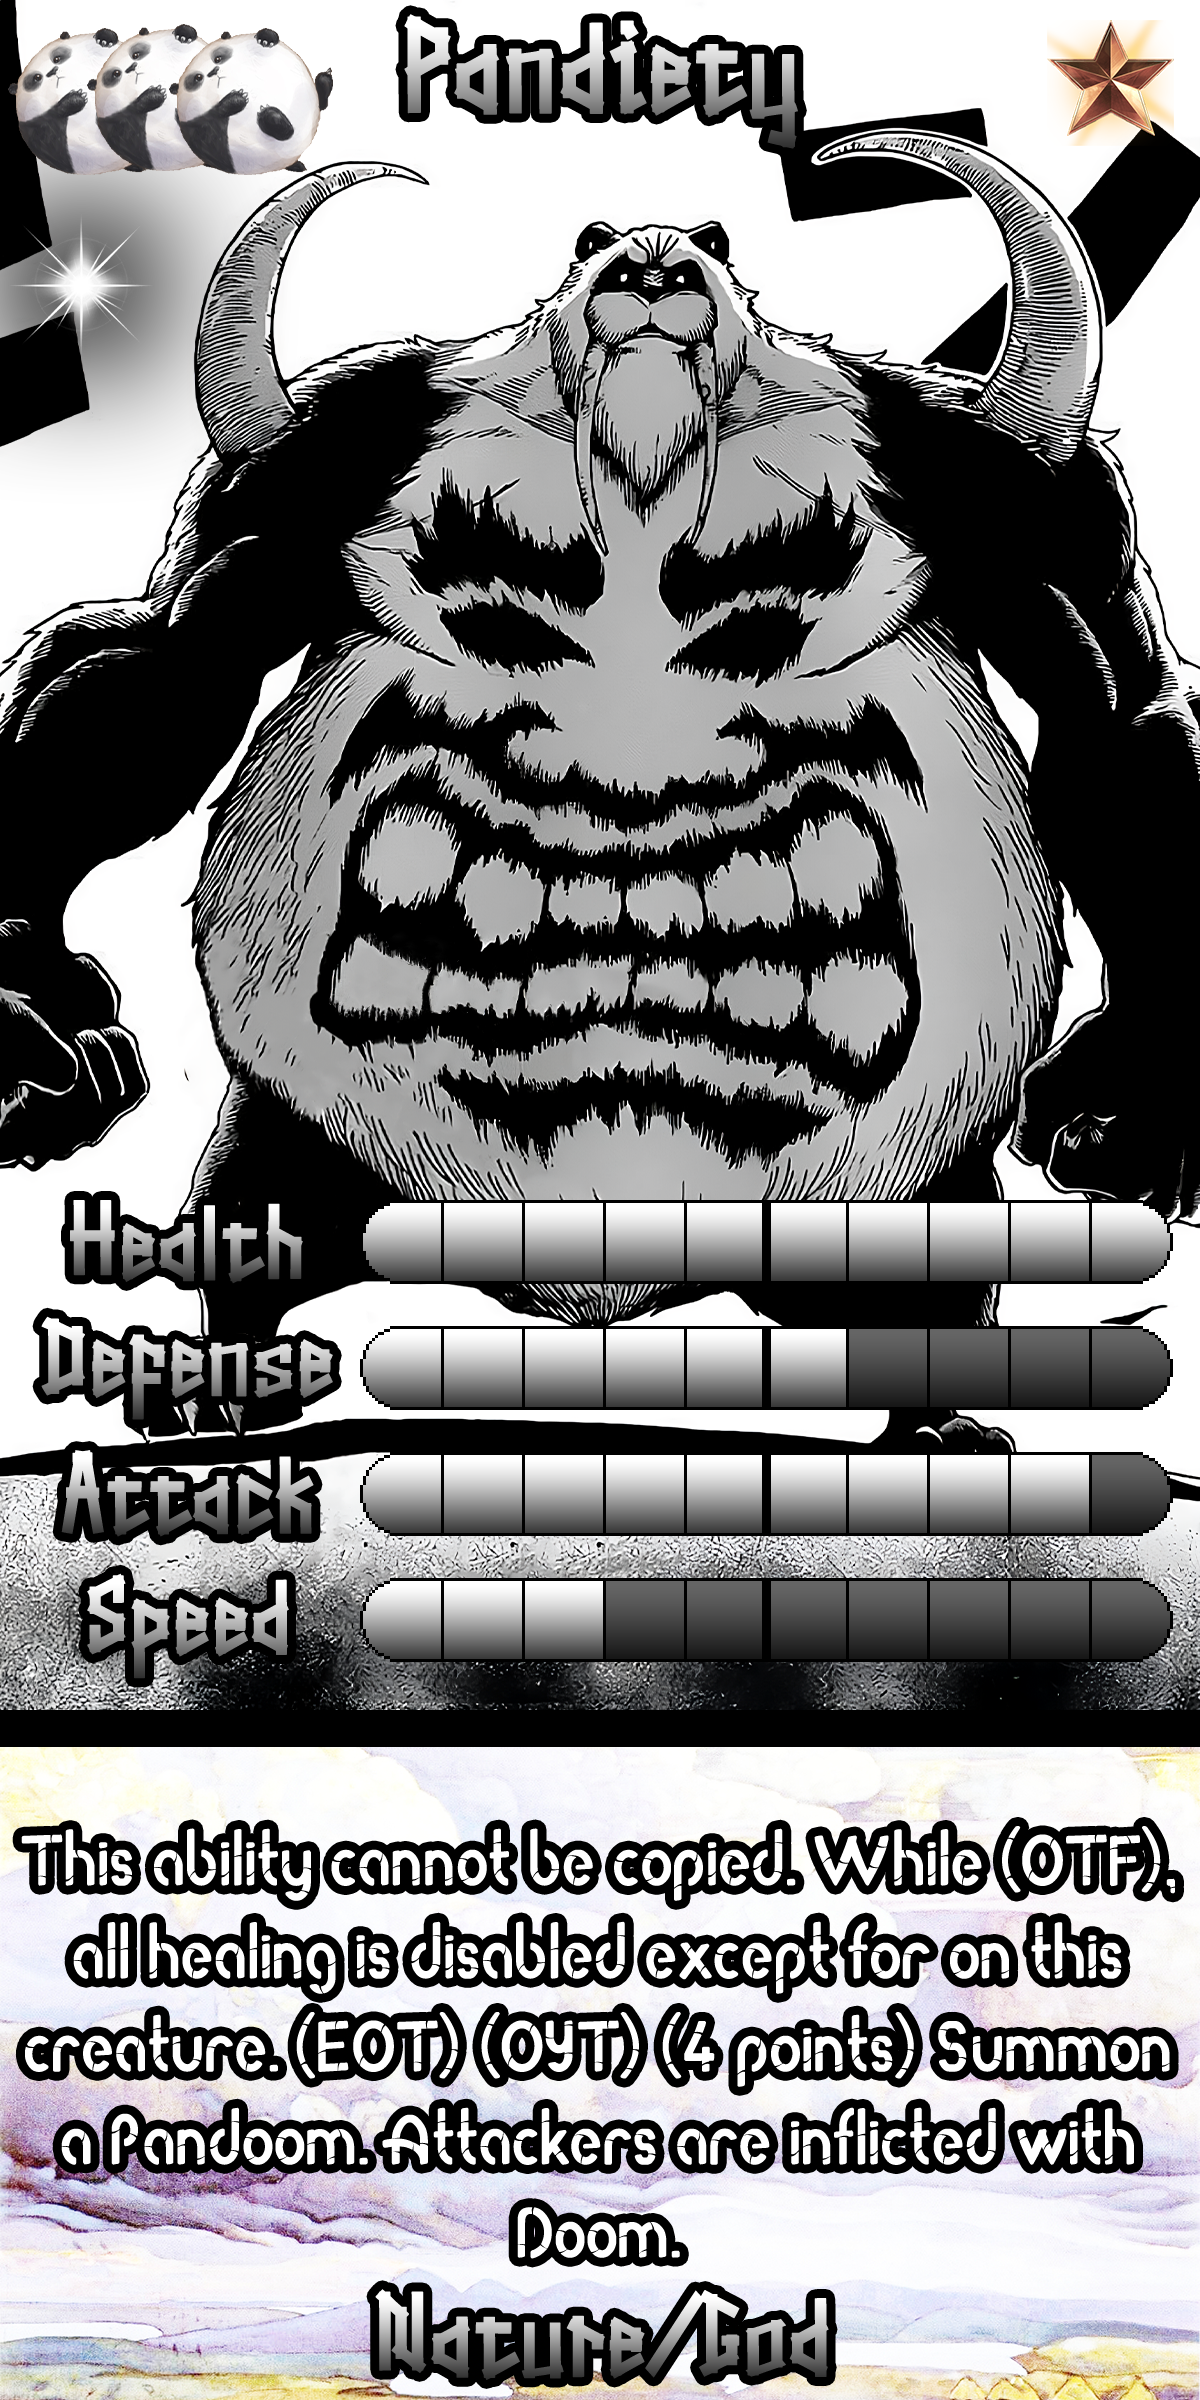 Pandiety
Health
Defense
Attack
Speed
This ability cannot be copied. While (OTF),
all healing is disabled except for on this
creature. (EOT) (OYT) (4 points) Summon
a Pandoom. Attackers are inflicted with
Doom.
Nature/God